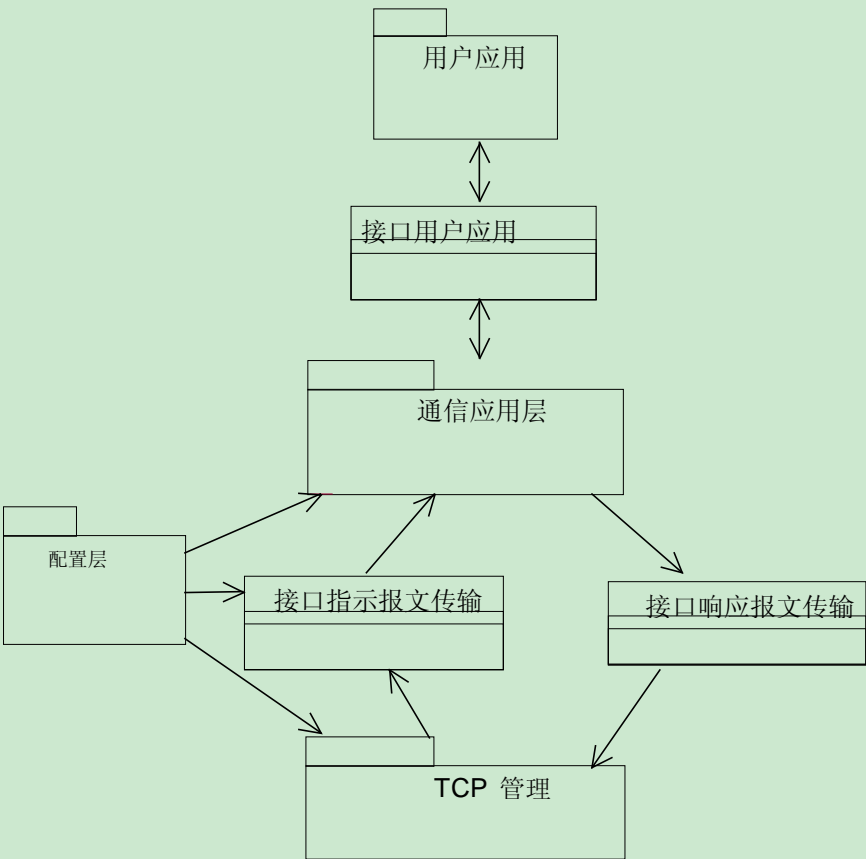 用户应用
接口用户应用
通信应用层
配置层
接口指示报文传输
接口响应报文传输
TCP 管理